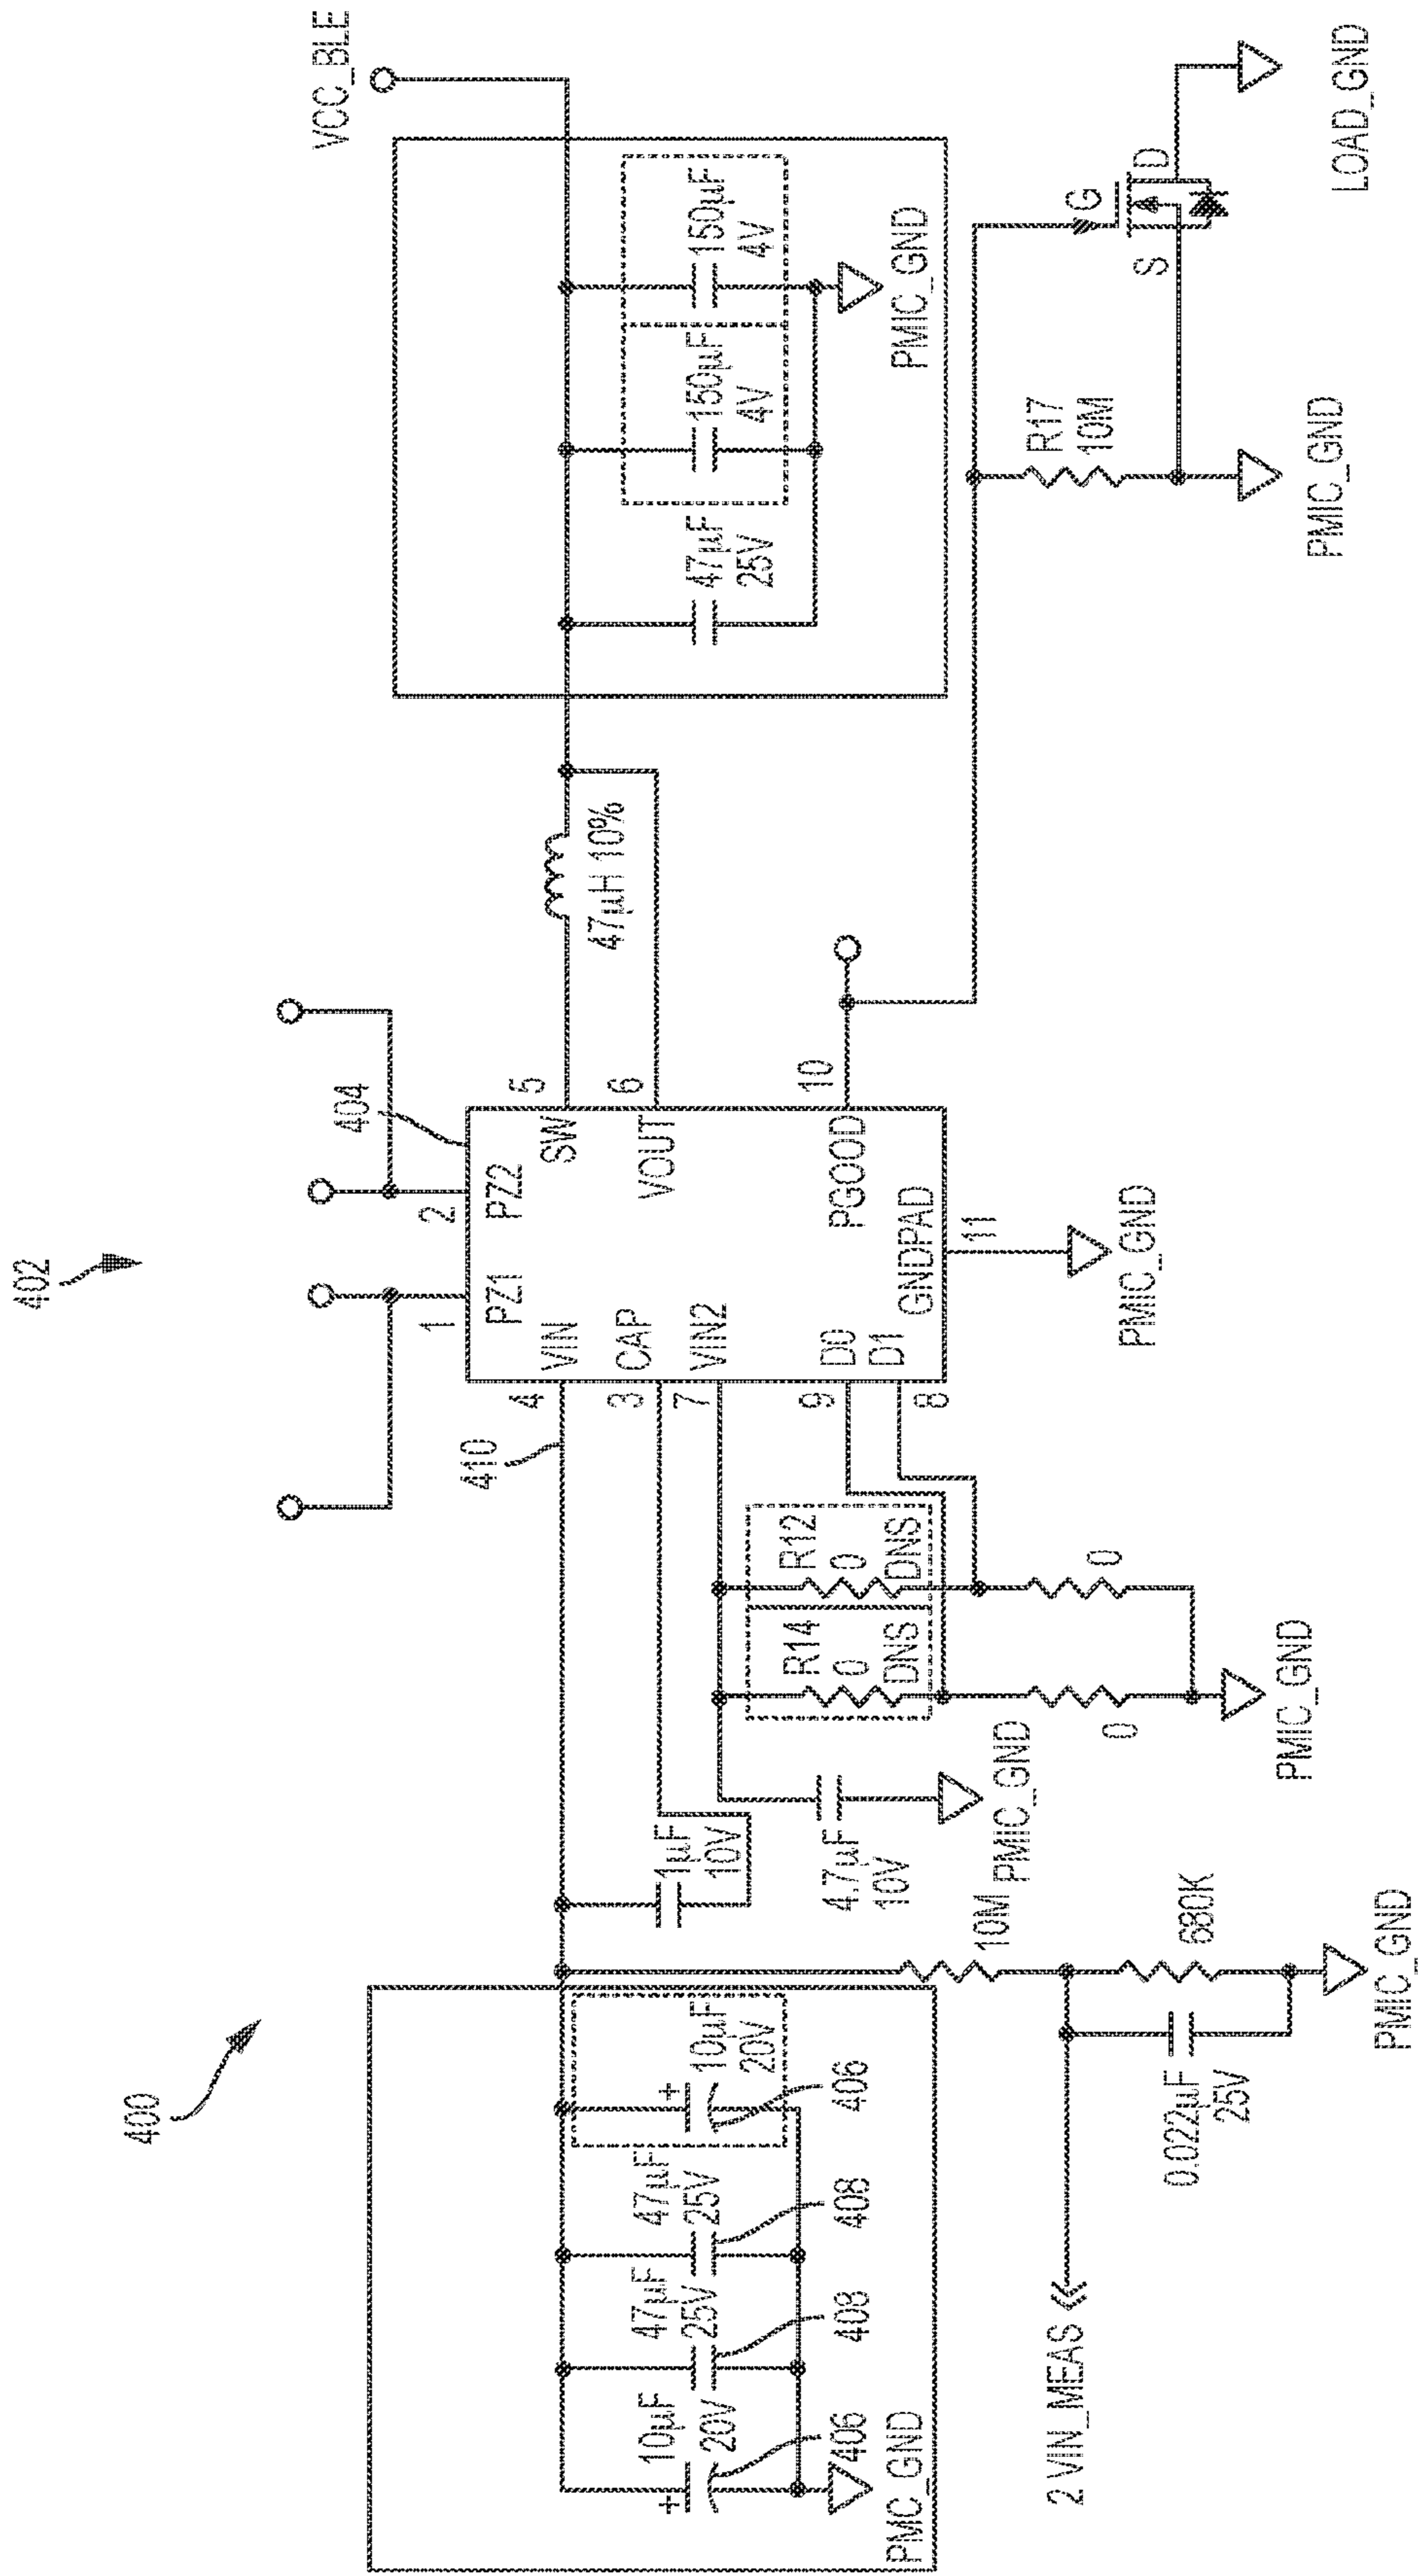 400
402
10µF
20V
406
47µF
25V
408
47µF
25V
408
10µF
20V
406
PMC_GND
2 VIN_MEAS
10M
0.022µF
25V
680K
PMIC_GND
1µF
10V
4.7µF
10V
PMIC_GND
R14
0
DNS
R12
0
DNS
0
0
PMIC_GND
410
404
1
2
4
3
7
9
8
PZ1
PZ2
VIN
CAP
VIN2
D0
D1
SW
VOUT
PGOOD
GNDPAD
5
6
10
11
PMIC_GND
47µH 10%
47µF
25V
150µF
4V
150µF
4V
PMIC_GND
VCC_BLE
R17
10M
PMIC_GND
G
S
D
LOAD_GND